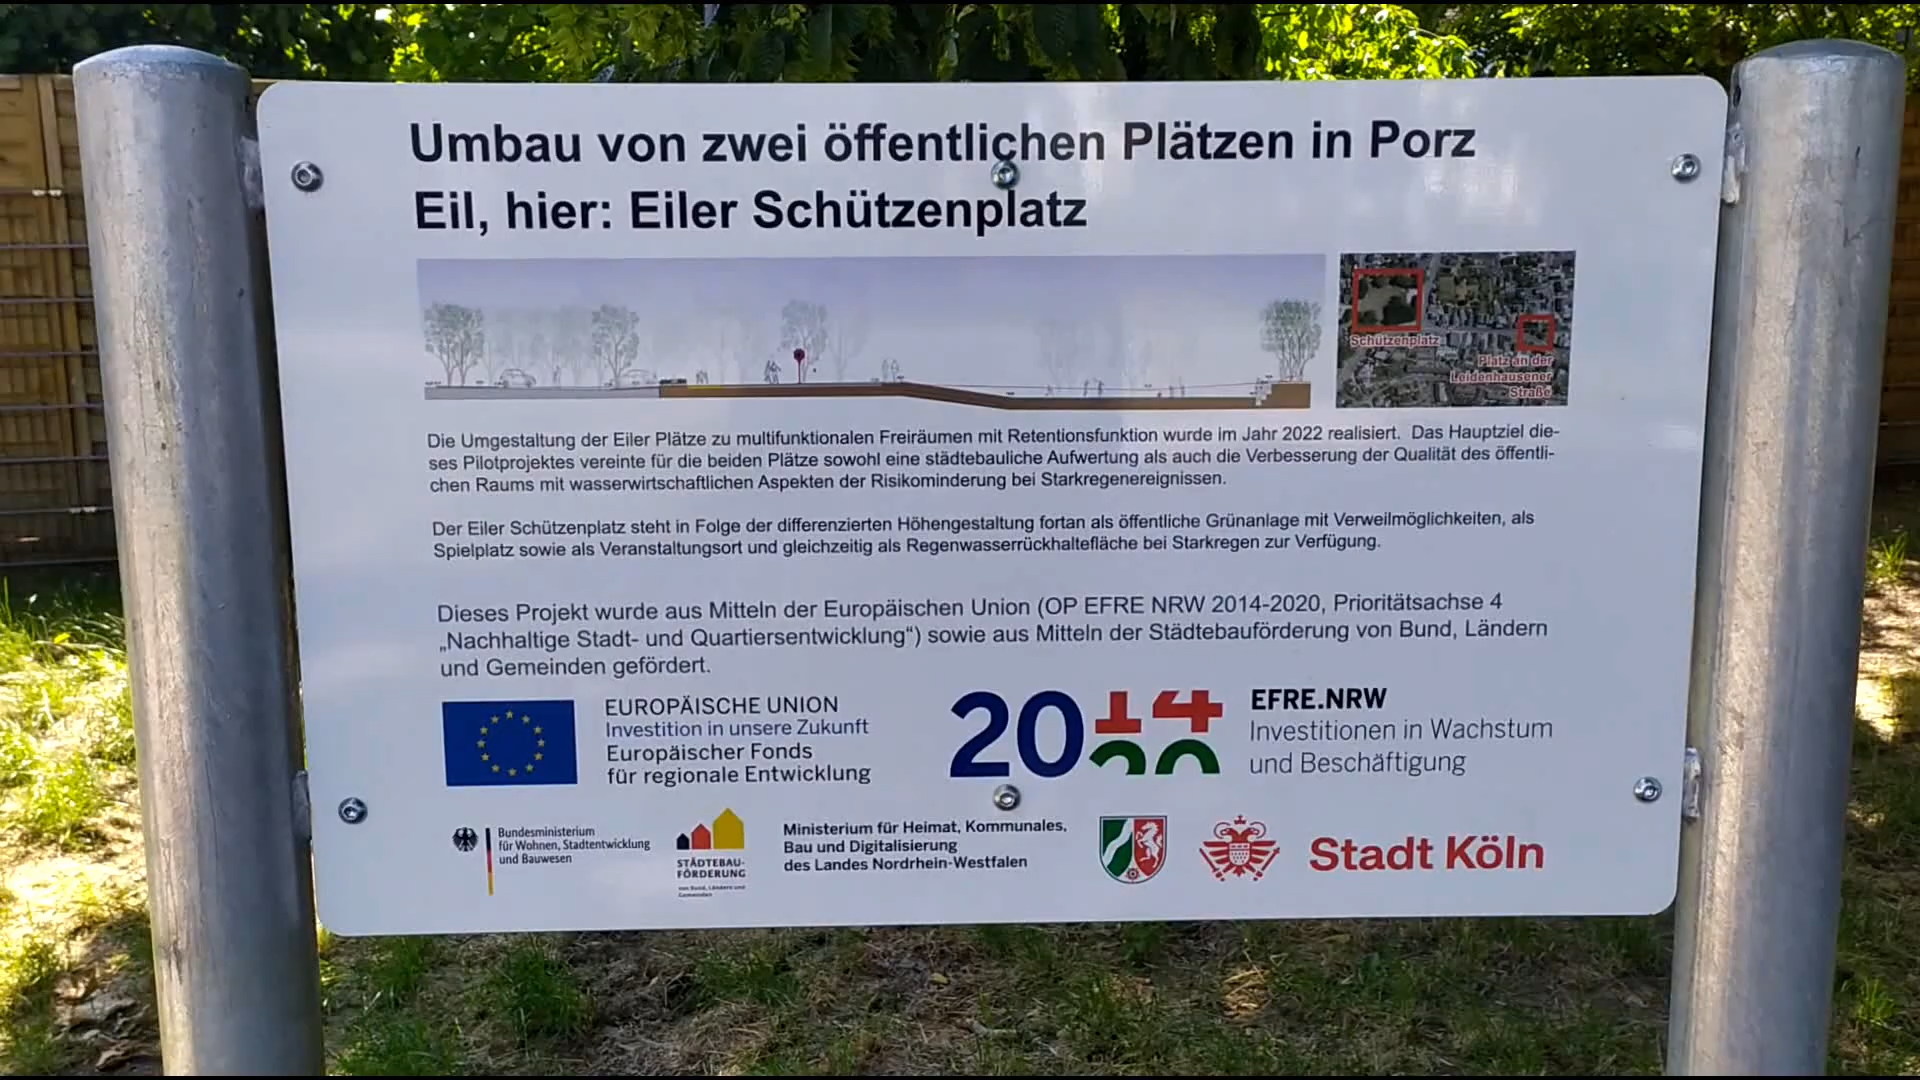 Umbau von zwei öffentlichen Plätzen in Porz
Eil, hier: Eiler Schützenplatz
Schützenplatz
Platz an der
Leidenhausener
Straße
Die Umgestaltung der Eiler Plätze zu multifunktionalen Freiräumen mit Retentionsfunktion wurde im Jahr 2022 realisiert. Das Hauptziel die-
ses Pilotprojektes vereinte für die beiden Plätze sowohl eine städtebauliche Aufwertung als auch die Verbesserung der Qualität des öffentli-
chen Raums mit wasserwirtschaftlichen Aspekten der Risikominderung bei Starkregenereignissen.
Der Eiler Schützenplatz steht in Folge der differenzierten Höhengestaltung fortan als öffentliche Grünanlage mit Verweilmöglichkeiten, als
Spielplatz sowie als Veranstaltungsort und gleichzeitig als Regenwasserrückhaltefläche bei Starkregen zur Verfügung.
Dieses Projekt wurde aus Mitteln der Europäischen Union (OP EFRE NRW 2014-2020, Prioritätsachse 4
„Nachhaltige Stadt- und Quartiersentwicklung“) sowie aus Mitteln der Städtebauförderung von Bund, Ländern
und Gemeinden gefördert.
EUROPÄISCHE UNION
Investition in unsere Zukunft
Europäischer Fonds
für regionale Entwicklung
2014
20
EFRE.NRW
Investitionen in Wachstum
und Beschäftigung
Bundesministerium
für Wohnen, Stadtentwicklung
und Bauwesen
STÄDTEBAU-
FÖRDERUNG
von Bund, Ländern und
Gemeinden
Ministerium für Heimat, Kommunales,
Bau und Digitalisierung
des Landes Nordrhein-Westfalen
Stadt Köln